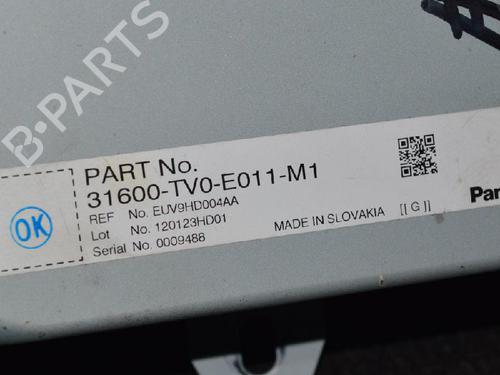 B-PARTS
OK
PART No.
31600-TV0-E011-M1
REF No. EUV9HD004AA
Lot No. 120123HD01
Serial No. 0009488
MADE IN SLOVAKIA [[ G ]]